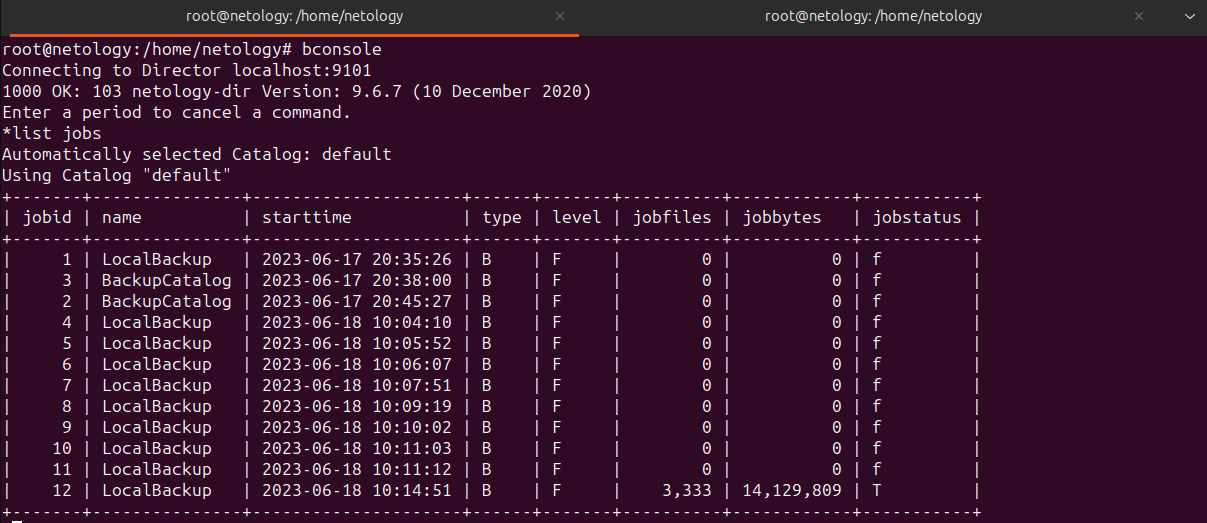 root@netology: /home/netology × root@netology: /home/netology ×
root@netology:/home/netology# bconsole
Connecting to Director localhost:9101
1000 OK: 103 netology-dir Version: 9.6.7 (10 December 2020)
Enter a period to cancel a command.
*list jobs
Automatically selected Catalog: default
Using Catalog "default"
+-------+---------------+---------------------+------+-------+----------+------------+-----------+
| jobid | name          | starttime           | type | level | jobfiles | jobbytes   | jobstatus |
+-------+---------------+---------------------+------+-------+----------+------------+-----------+
|     1 | LocalBackup   | 2023-06-17 20:35:26 | B    | F     |        0 |          0 | f         |
|     3 | BackupCatalog | 2023-06-17 20:38:00 | B    | F     |        0 |          0 | f         |
|     2 | BackupCatalog | 2023-06-17 20:45:27 | B    | F     |        0 |          0 | f         |
|     4 | LocalBackup   | 2023-06-18 10:04:10 | B    | F     |        0 |          0 | f         |
|     5 | LocalBackup   | 2023-06-18 10:05:52 | B    | F     |        0 |          0 | f         |
|     6 | LocalBackup   | 2023-06-18 10:06:07 | B    | F     |        0 |          0 | f         |
|     7 | LocalBackup   | 2023-06-18 10:07:51 | B    | F     |        0 |          0 | f         |
|     8 | LocalBackup   | 2023-06-18 10:09:19 | B    | F     |        0 |          0 | f         |
|     9 | LocalBackup   | 2023-06-18 10:10:02 | B    | F     |        0 |          0 | f         |
|    10 | LocalBackup   | 2023-06-18 10:11:03 | B    | F     |        0 |          0 | f         |
|    11 | LocalBackup   | 2023-06-18 10:11:12 | B    | F     |        0 |          0 | f         |
|    12 | LocalBackup   | 2023-06-18 10:14:51 | B    | F     |    3,333 | 14,129,809 | T         |
+-------+---------------+---------------------+------+-------+----------+------------+-----------+